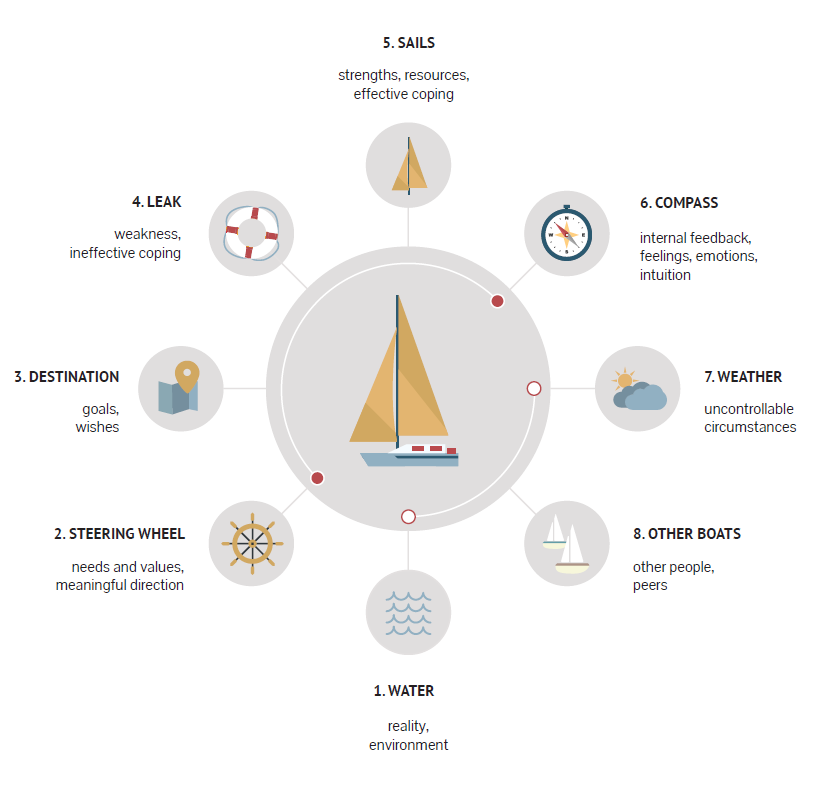 5. SAILS
strengths, resources,
effective coping
4. LEAK
weakness,
ineffective coping
6. COMPASS
internal feedback,
feelings, emotions,
intuition
N
W E
S
3. DESTINATION
goals,
wishes
7. WEATHER
uncontrollable
circumstances
2. STEERING WHEEL
needs and values,
meaningful direction
8. OTHER BOATS
other people,
peers
1. WATER
reality,
environment